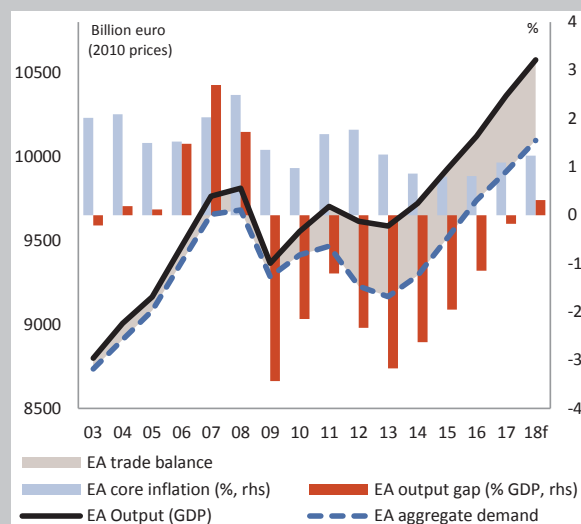 Billion euro
(2010 prices)
%
10500
10000
9500
9000
8500
4
3
2
1
0
-1
-2
-3
-4
03 04 05 06 07 08 09 10 11 12 13 14 15 16 17 18f
EA trade balance
EA core inflation (%, rhs)
EA output gap (% GDP, rhs)
EA Output (GDP)
EA aggregate demand